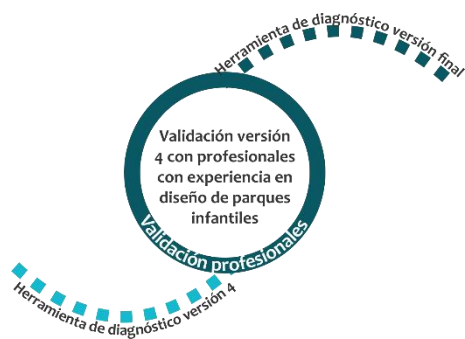 Herramienta de diagnóstico versión final
Validación versión
4 con profesionales
con experiencia en
diseño de parques
infantiles
Validación profesionales
Herramienta de diagnóstico versión 4